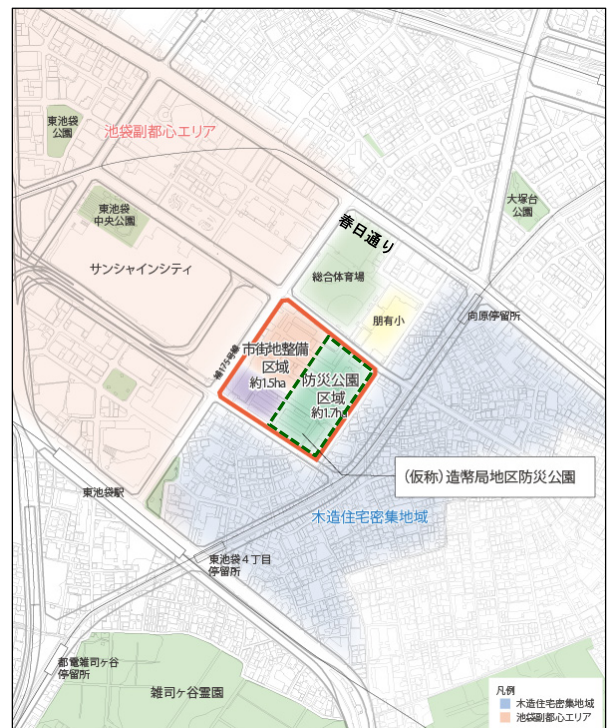 東池袋
公園
池袋副都心エリア
東池袋
中央公園
サンシャインシティ
春日通り
総合体育場
朋有小
大塚台
公園
向原停留所
補175号線
市街地整備
区域
約1.5ha
防災公園
区域
約1.7ha
(仮称)造幣局地区防災公園
東池袋駅
木造住宅密集地域
東池袋4丁目
停留所
都電雑司ヶ谷
停留所
雑司ヶ谷霊園
凡例
木造住宅密集地域
池袋副都心エリア